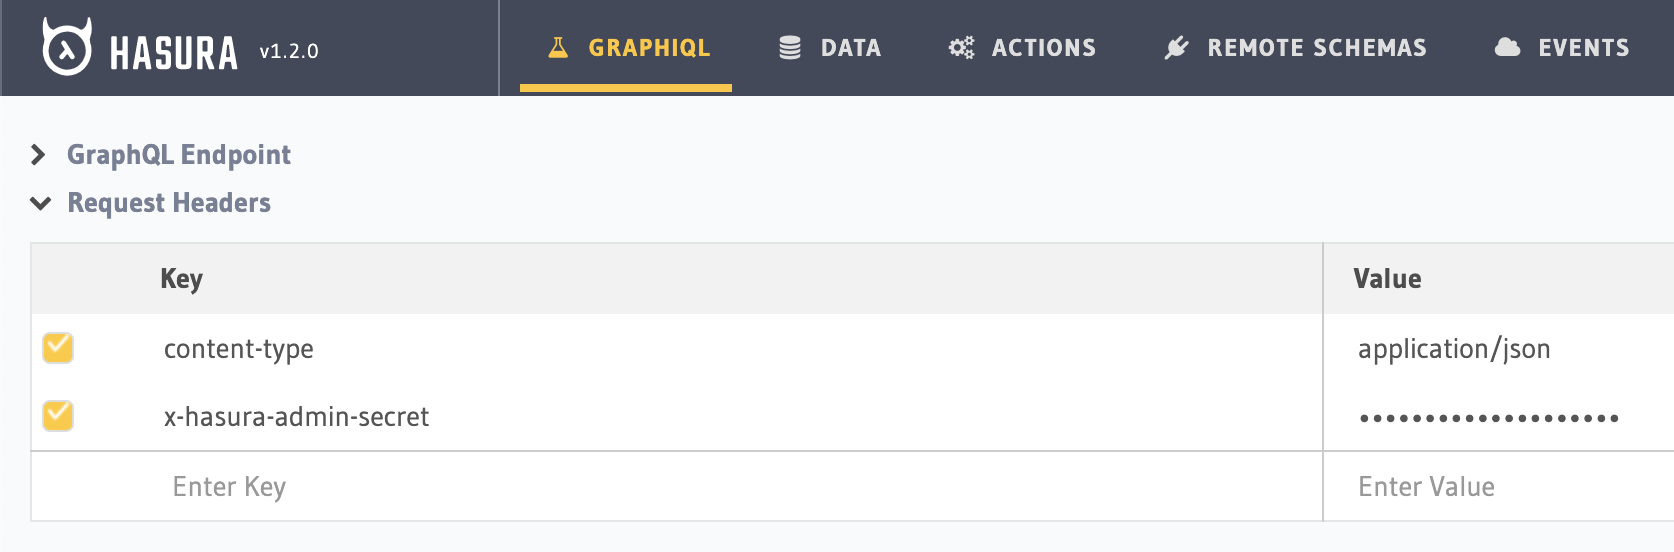 HASURA v1.2.0 GRAPHIQL DATA ACTIONS REMOTE SCHEMAS EVENTS
GraphQL Endpoint
Request Headers
Key Value
content-type application/json
x-hasura-admin-secret ••••••••••••••••••••
Enter Key Enter Value